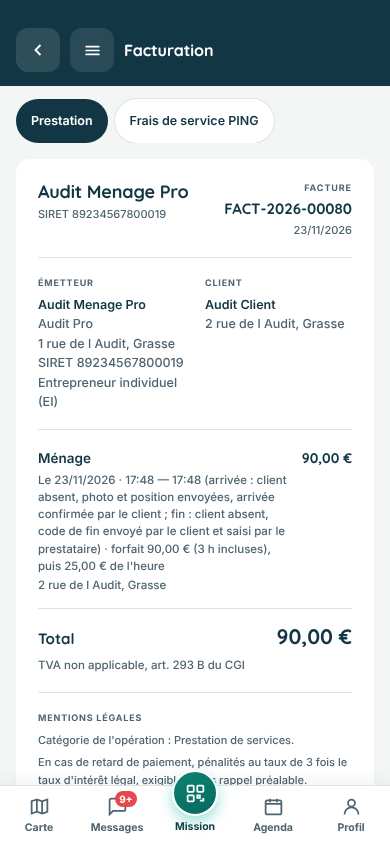 Facturation
Prestation
Frais de service PING
Audit Menage Pro
SIRET 89234567800019
FACTURE
FACT-2026-00080
23/11/2026
ÉMETTEUR
Audit Menage Pro
Audit Pro
1 rue de l Audit, Grasse
SIRET 89234567800019
Entrepreneur individuel
(EI)
CLIENT
Audit Client
2 rue de l Audit, Grasse
Ménage
90,00 €
Le 23/11/2026 · 17:48 — 17:48 (arrivée : client
absent, photo et position envoyées, arrivée
confirmée par le client ; fin : client absent,
code de fin envoyé par le client et saisi par le
prestataire) · forfait 90,00 € (3 h incluses),
puis 25,00 € de l'heure
2 rue de l Audit, Grasse
Total
90,00 €
TVA non applicable, art. 293 B du CGI
MENTIONS LÉGALES
Catégorie de l'opération : Prestation de services.
En cas de retard de paiement, pénalités au taux de 3 fois le
taux d'intérêt légal, rappel préalable.
9+
Carte
Messages
Mission
Agenda
Profil